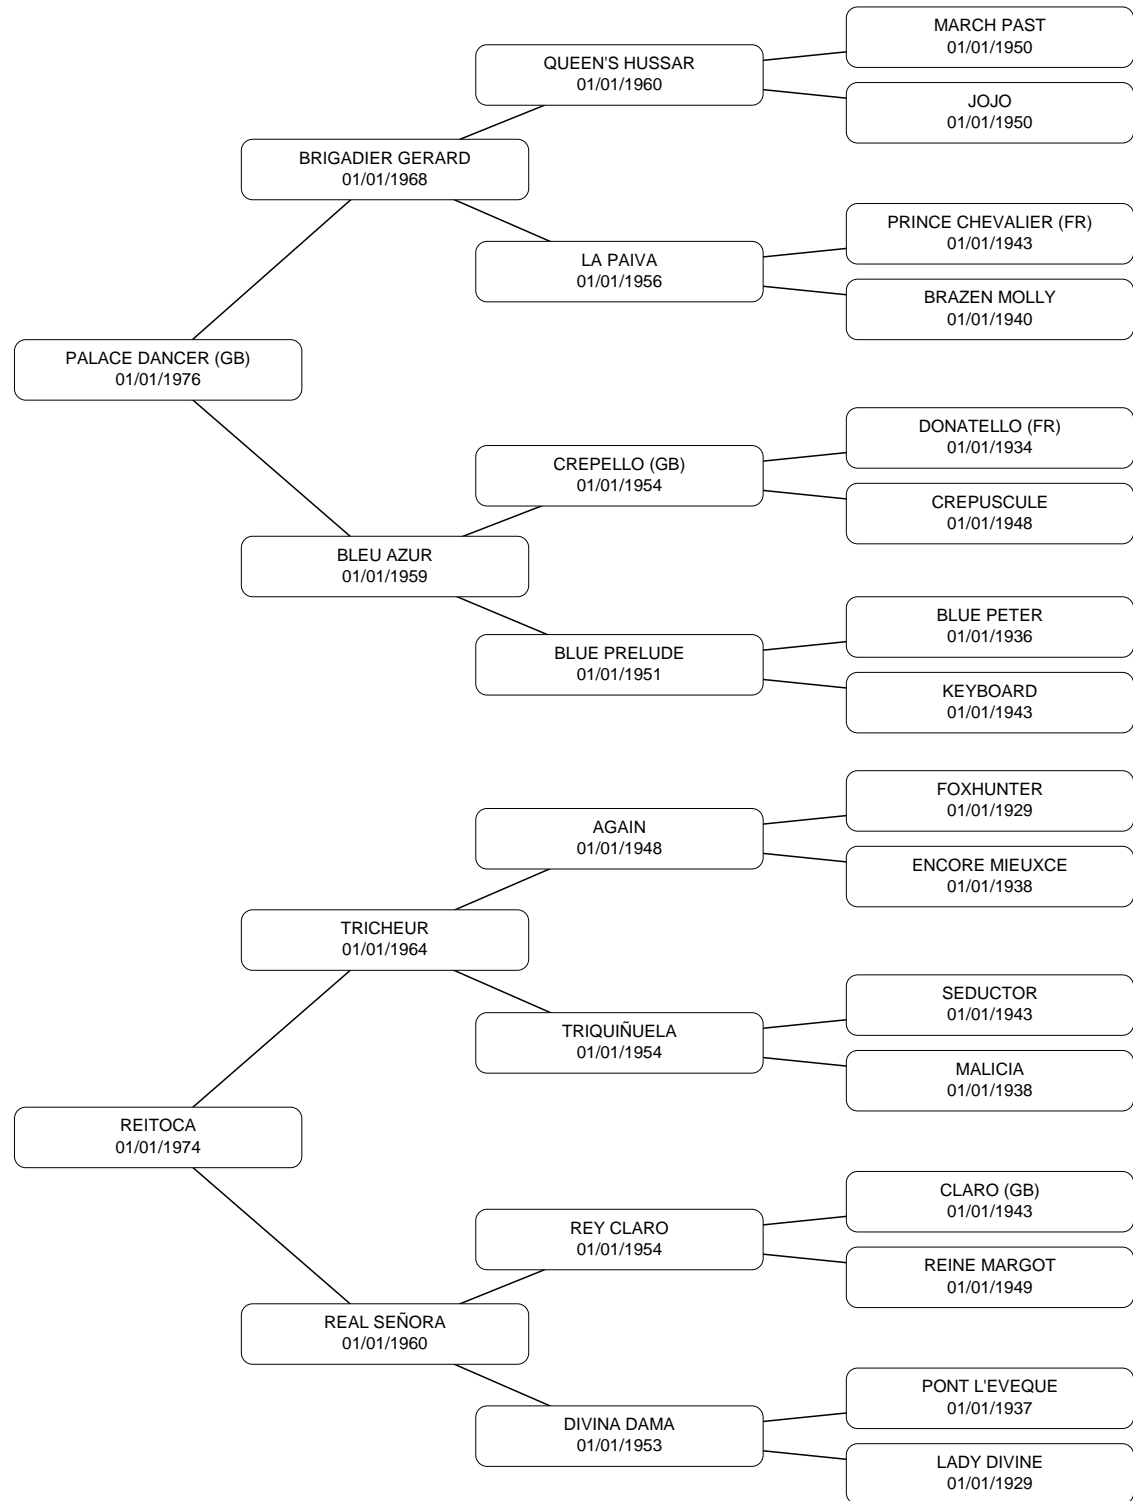 MARCH PAST
01/01/1950
QUEEN'S HUSSAR
01/01/1960
JOJO
01/01/1950
BRIGADIER GERARD
01/01/1968
PRINCE CHEVALIER (FR)
01/01/1943
LA PAIVA
01/01/1956
BRAZEN MOLLY
01/01/1940
PALACE DANCER (GB)
01/01/1976
DONATELLO (FR)
01/01/1934
CREPELLO (GB)
01/01/1954
CREPUSCULE
01/01/1948
BLEU AZUR
01/01/1959
BLUE PETER
01/01/1936
BLUE PRELUDE
01/01/1951
KEYBOARD
01/01/1943
FOXHUNTER
01/01/1929
AGAIN
01/01/1948
ENCORE MIEUXCE
01/01/1938
TRICHEUR
01/01/1964
SEDUCTOR
01/01/1943
TRIQUIÑUELA
01/01/1954
MALICIA
01/01/1938
REITOCA
01/01/1974
CLARO (GB)
01/01/1943
REY CLARO
01/01/1954
REINE MARGOT
01/01/1949
REAL SEÑORA
01/01/1960
PONT L'EVEQUE
01/01/1937
DIVINA DAMA
01/01/1953
LADY DIVINE
01/01/1929